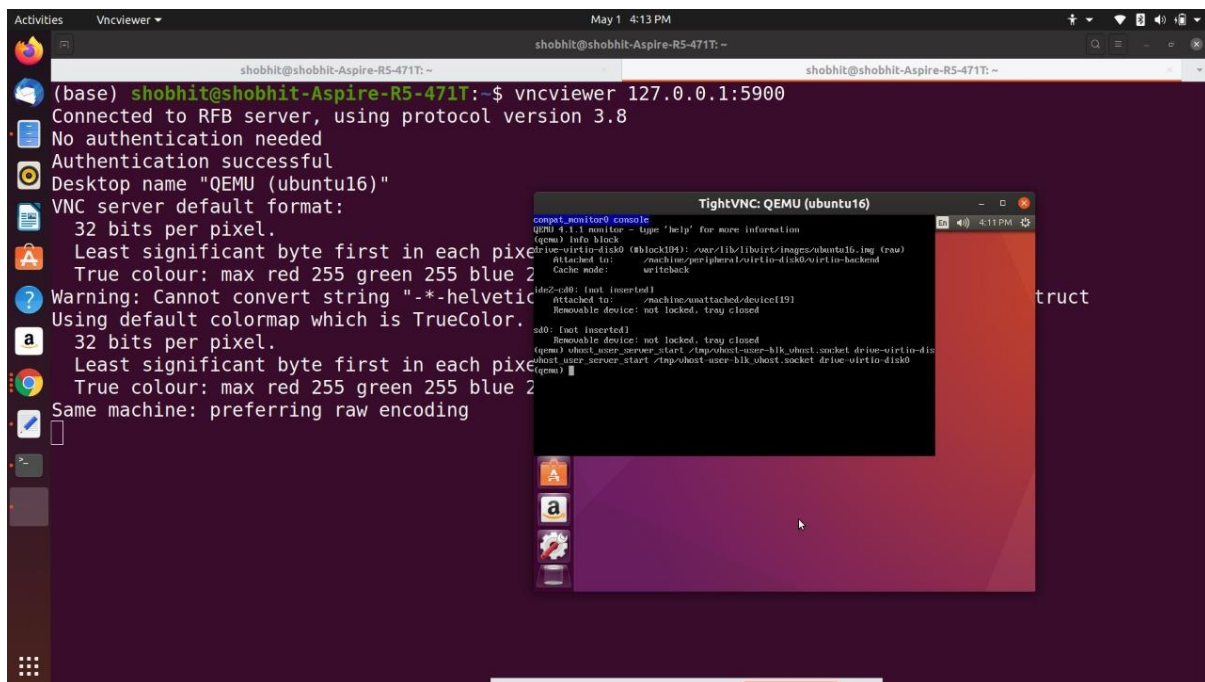 Activities Vncviewer May 1 4:13 PM
shobhit@shobhit-Aspire-R5-471T: ~
shobhit@shobhit-Aspire-R5-471T: ~ shobhit@shobhit-Aspire-R5-471T: ~
(base) shobhit@shobhit-Aspire-R5-471T:~$ vncviewer 127.0.0.1:5900
Connected to RFB server, using protocol version 3.8
No authentication needed
Authentication successful
Desktop name "QEMU (ubuntu16)"
VNC server default format:
32 bits per pixel.
Least significant byte first in each pixe
True colour: max red 255 green 255 blue 2
Warning: Cannot convert string "-*-helvetic truct
Using default colormap which is TrueColor.
32 bits per pixel.
Least significant byte first in each pixe
True colour: max red 255 green 255 blue 2
Same machine: preferring raw encoding
TightVNC: QEMU (ubuntu16)
En 4:11 PM
compat_monitor0 console
QEMU 4.1.1 monitor - type 'help' for more information
(qemu) info block
drive-virtio-disk0 (#block104): /var/lib/libvirt/images/ubuntu16.img (raw)
Attached to: /machine/peripheral/virtio-disk0/virtio-backend
Cache mode: writeback
ide2-cd0: [not inserted]
Attached to: /machine/unattached/device[19]
Removable device: not locked, tray closed
sd0: [not inserted]
Removable device: not locked, tray closed
(qemu) vhost_user_server_start /tmp/vhost-user-blk_vhost.socket drive-virtio-dis
vhost_user_server_start /tmp/vhost-user-blk_vhost.socket drive-virtio-disk0
(qemu)